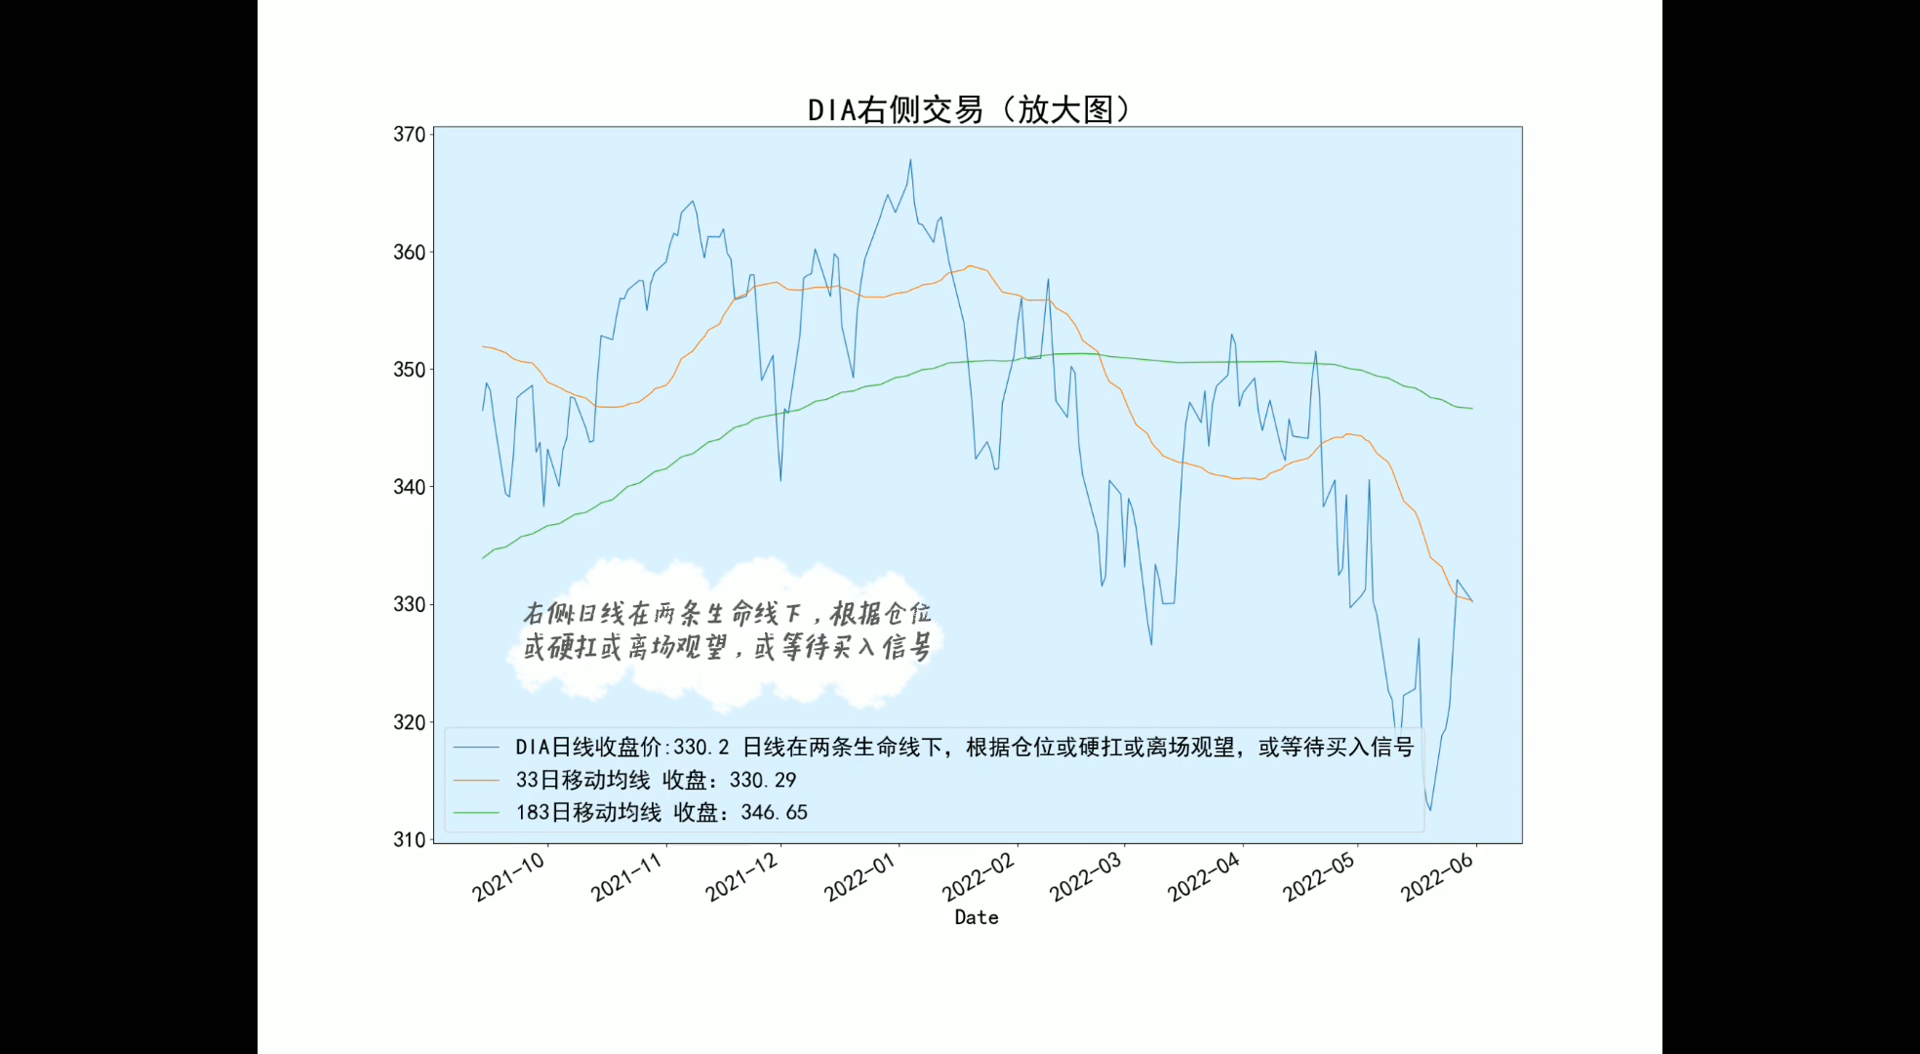 DIA右侧交易（放大图）
370
360
350
340
330
320
310
右侧日线在两条生命线下，根据仓位
或硬扛或离场观望，或等待买入信号
DIA日线收盘价:330.2 日线在两条生命线下，根据仓位或硬扛或离场观望，或等待买入信号
33日移动均线 收盘：330.29
183日移动均线 收盘：346.65
2021-10
2021-11
2021-12
2022-01
2022-02
2022-03
2022-04
2022-05
2022-06
Date